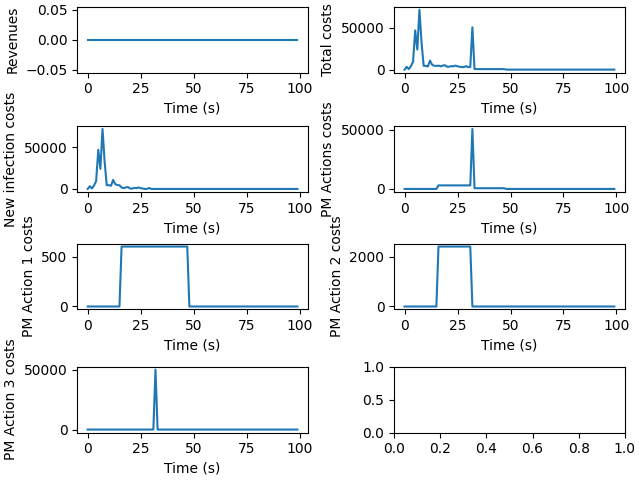 Revenues
0.05
0.00
−0.05
0 25 50 75 100
Time (s)
Total costs
50000
0
0 25 50 75 100
Time (s)
New infection costs
50000
0
0 25 50 75 100
Time (s)
PM Actions costs
50000
0
0 25 50 75 100
Time (s)
PM Action 1 costs
500
0
0 25 50 75 100
Time (s)
PM Action 2 costs
2000
0
0 25 50 75 100
Time (s)
PM Action 3 costs
50000
0
0 25 50 75 100
Time (s)
1.0
0.5
0.0
0.0 0.2 0.4 0.6 0.8 1.0